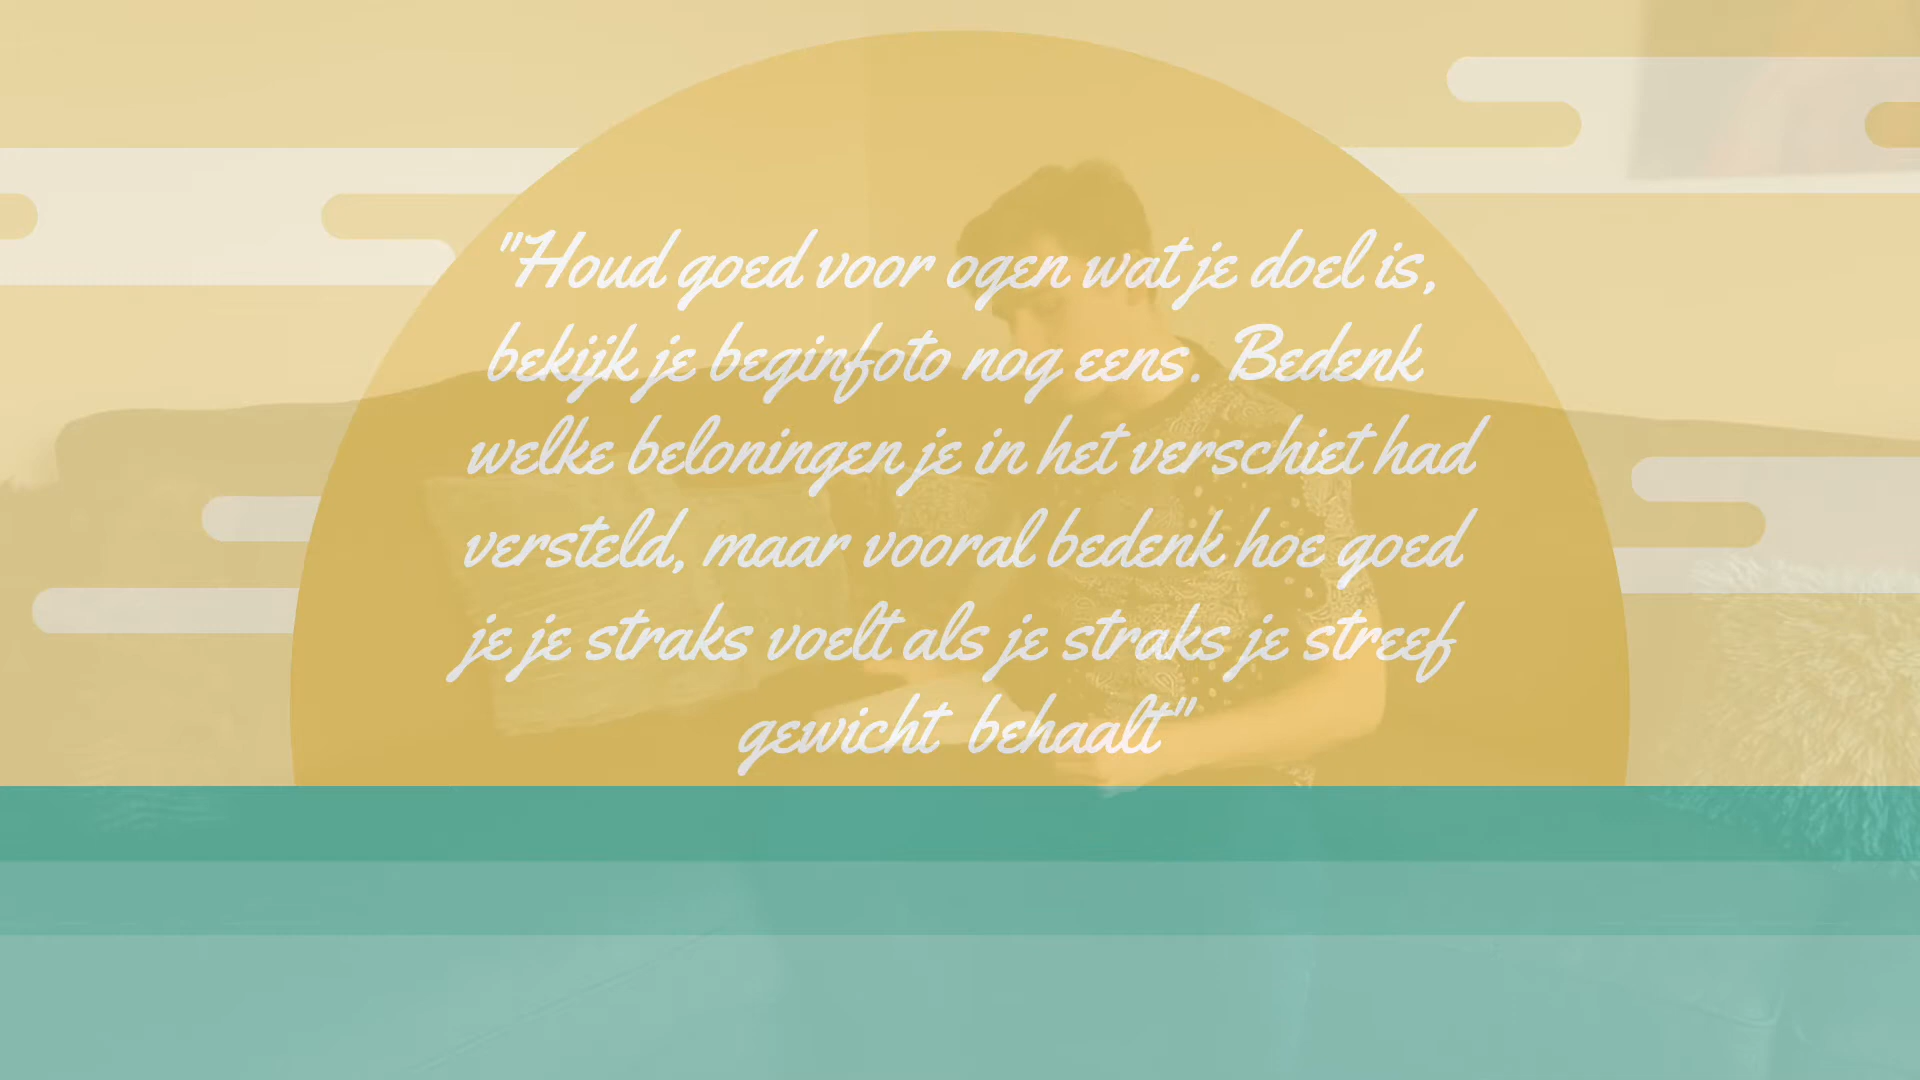 "Houd goed voor ogen wat je doel is,
bekijk je beginfoto nog eens. Bedenk
welke beloningen je in het verschiet had
versteld, maar vooral bedenk hoe goed
je je straks voelt als je straks je streef
gewicht behaalt"